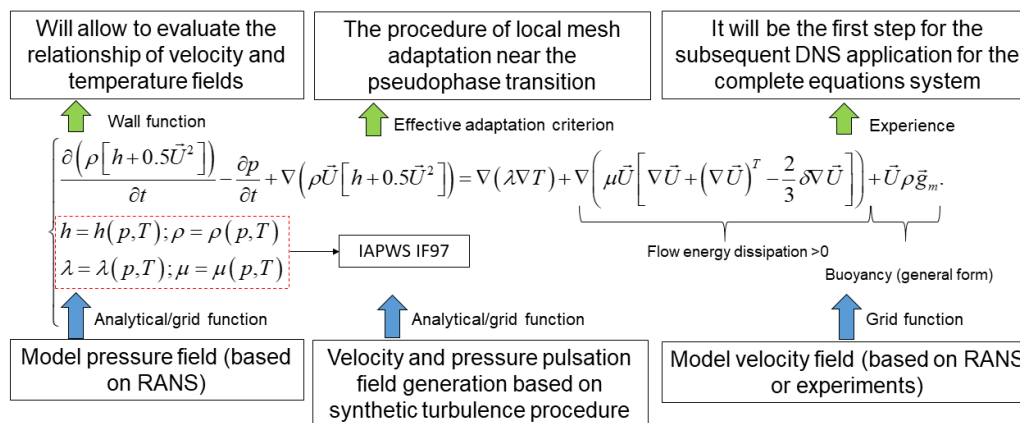 Will allow to evaluate the
relationship of velocity and
temperature fields
The procedure of local mesh
adaptation near the
pseudophase transition
It will be the first step for the
subsequent DNS application for the
complete equations system
Wall function
Effective adaptation criterion
Experience
∂(ρ[h+0.5U⃗²])/∂t − ∂p/∂t + ∇(ρU⃗[h+0.5U⃗²]) = ∇(λ∇T) + ∇(μU⃗[∇U⃗+(∇U⃗)ᵀ−2/3 δ∇U⃗]) + U⃗ρg⃗ₘ.
h = h(p,T); ρ = ρ(p,T)
λ = λ(p,T); μ = μ(p,T)
IAPWS IF97
Flow energy dissipation >0
Buoyancy (general form)
Analytical/grid function
Analytical/grid function
Grid function
Model pressure field (based
on RANS)
Velocity and pressure pulsation
field generation based on
synthetic turbulence procedure
Model velocity field (based on RANS
or experiments)